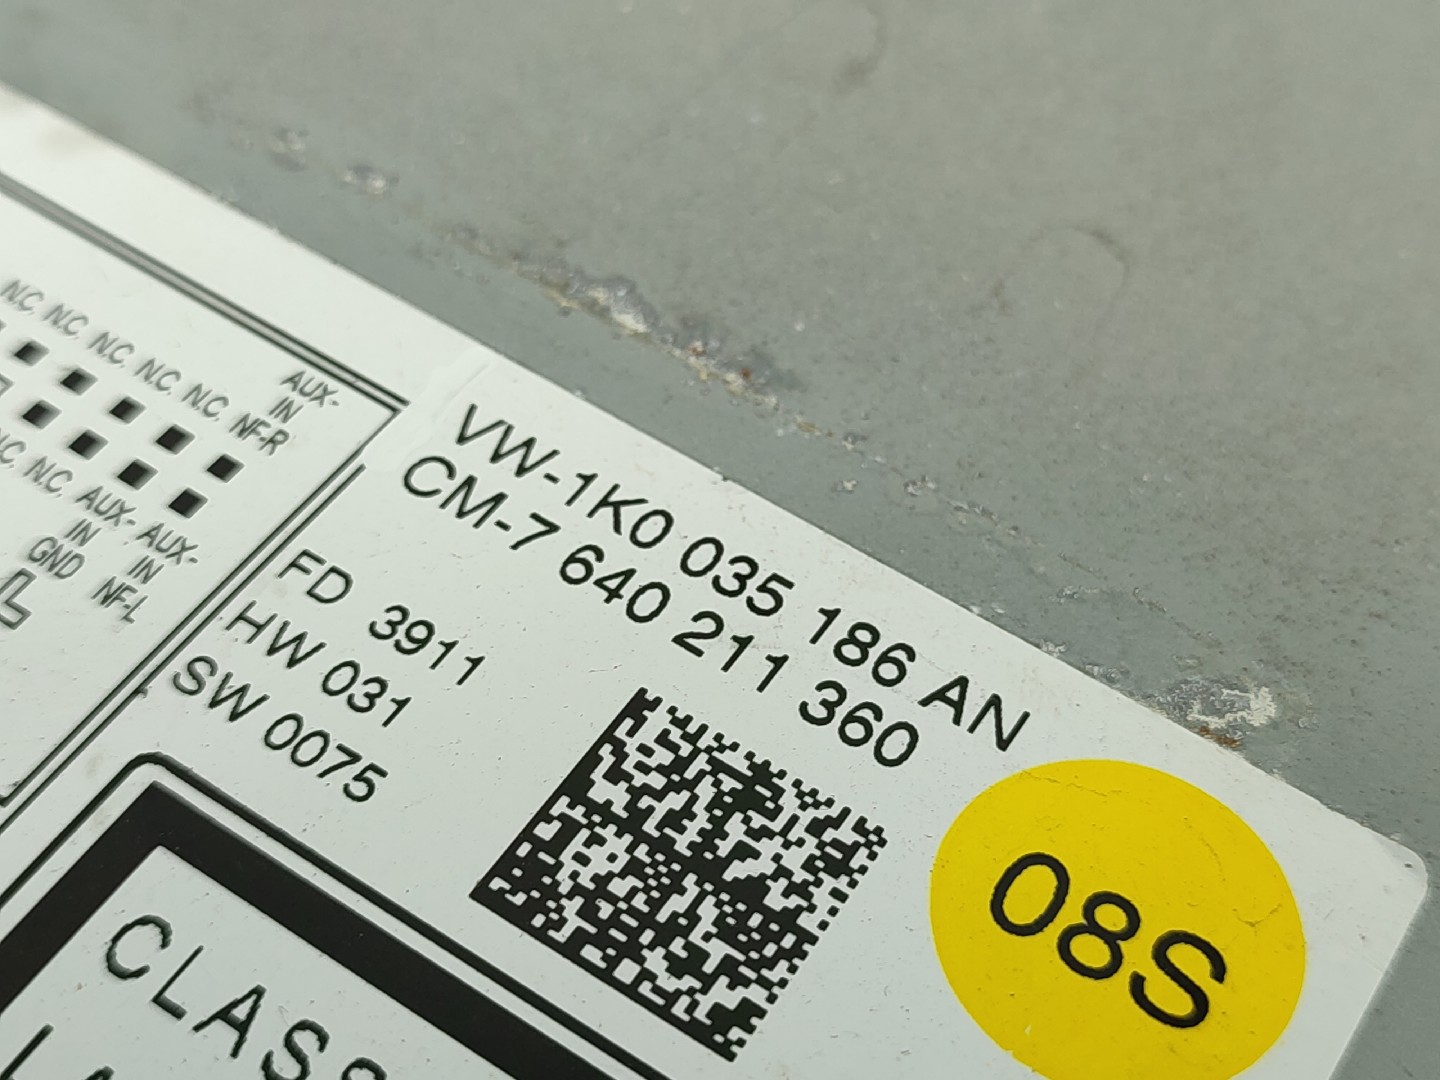 N.C. N.C. N.C. N.C. N.C. NF-R
AUX-
IN
N.C. AUX- AUX-
IN IN
GND NF-L
VW-1K0 035 186 AN
CM-7 640 211 360
FD 3911
HW 031
SW 0075
08S
CLASS
LA